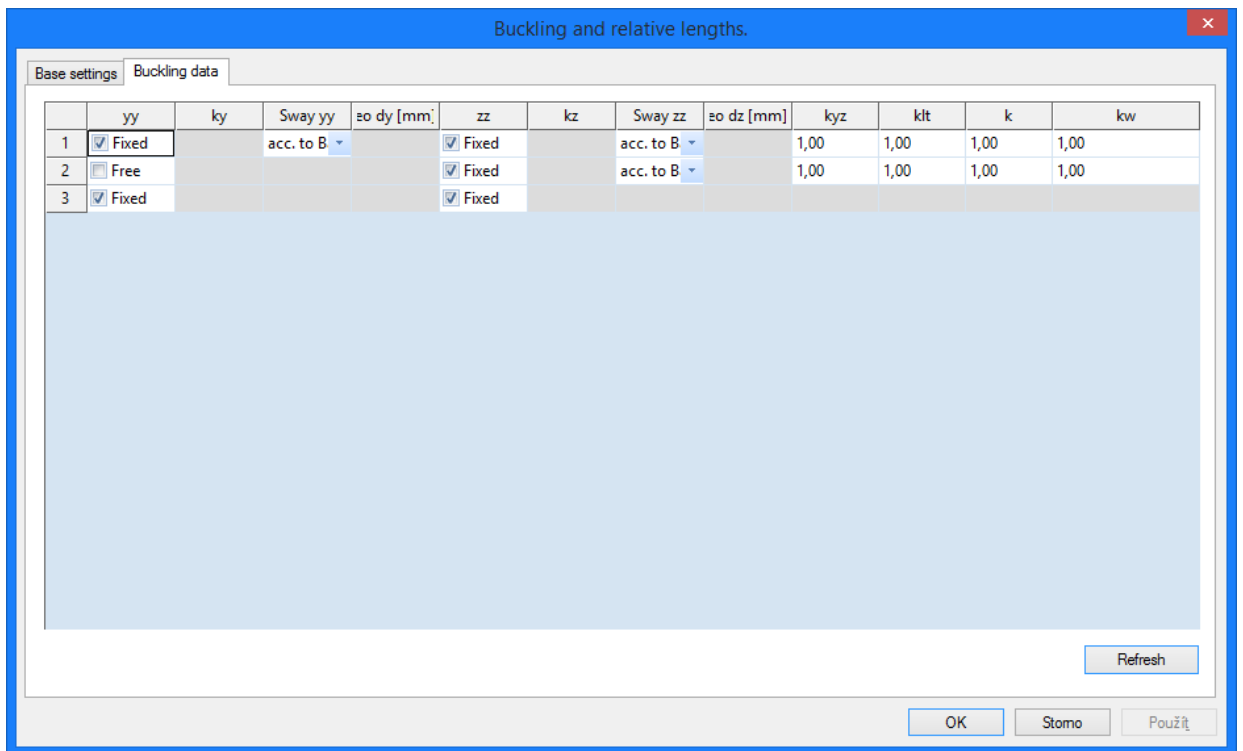 Buckling and relative lengths.
Base settings Buckling data
yy ky Sway yy eo dy [mm] zz kz Sway zz eo dz [mm] kyz klt k kw
1 Fixed acc. to B Fixed acc. to B 1,00 1,00 1,00 1,00
2 Free Fixed acc. to B 1,00 1,00 1,00 1,00
3 Fixed Fixed
Refresh
OK Storno Použít